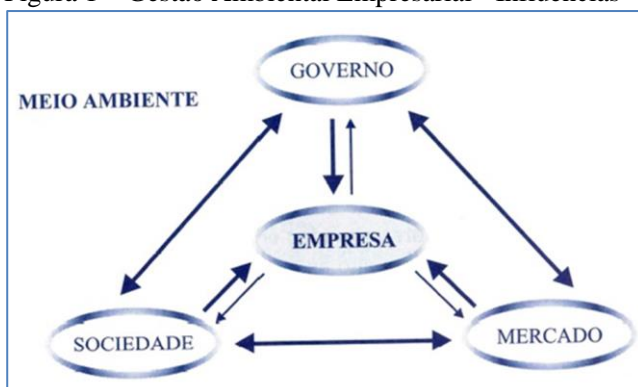 Figura 1 – Gestão Ambiental Empresarial - Influências
GOVERNO
MEIO AMBIENTE
EMPRESA
SOCIEDADE
MERCADO